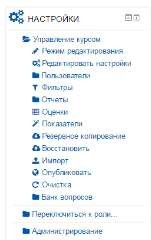 НАСТРОЙКИ
Управление курсом
Режим редактирования
Редактировать настройки
Пользователи
Фильтры
Отчеты
Оценки
Показатели
Резервное копирование
Восстановить
Импорт
Опубликовать
Очистка
Банк вопросов
Переключиться к роли...
Администрирование